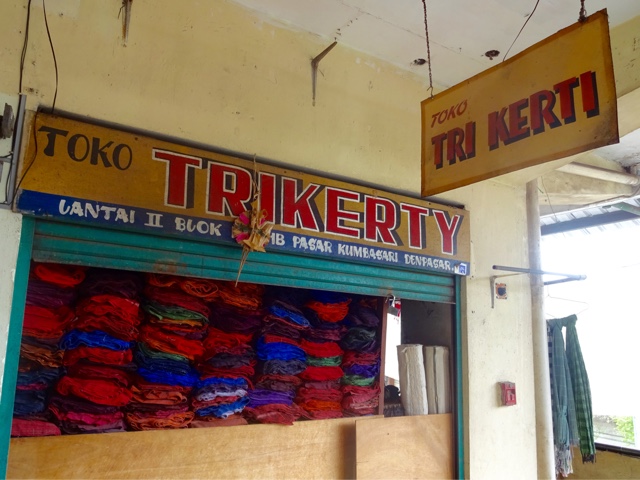 TOKO TRIKERTY
LANTAI II BLOK PASAR KUMBASARI DENPASAR
TOKO
TRI KERTI